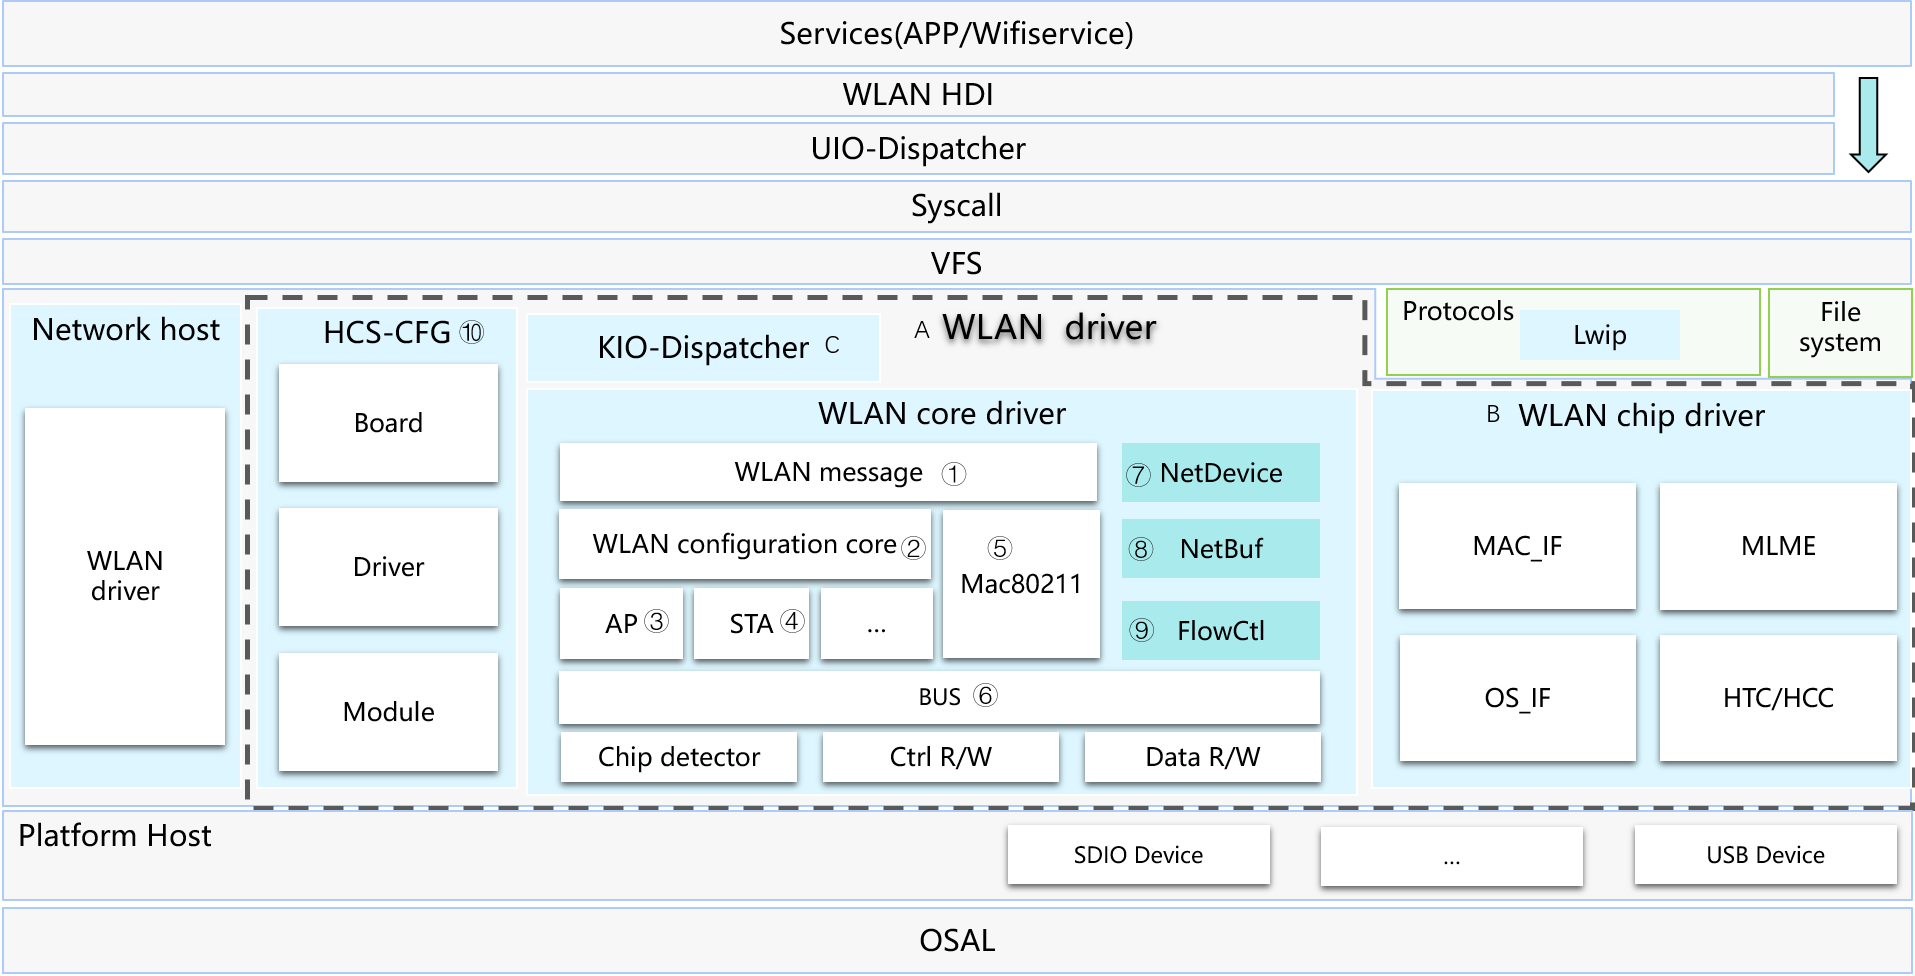 Services(APP/Wifiservice)
WLAN HDI
UIO-Dispatcher
Syscall
VFS
Network host
WLAN
driver
HCS-CFG ⑩
Board
Driver
Module
KIO-Dispatcher C
A WLAN driver
WLAN core driver
WLAN message ①
WLAN configuration core ②
AP ③
STA ④
...
⑤
Mac80211
⑦ NetDevice
⑧ NetBuf
⑨ FlowCtl
BUS ⑥
Chip detector
Ctrl R/W
Data R/W
Protocols
Lwip
File
system
B WLAN chip driver
MAC_IF
MLME
OS_IF
HTC/HCC
Platform Host
SDIO Device
...
USB Device
OSAL